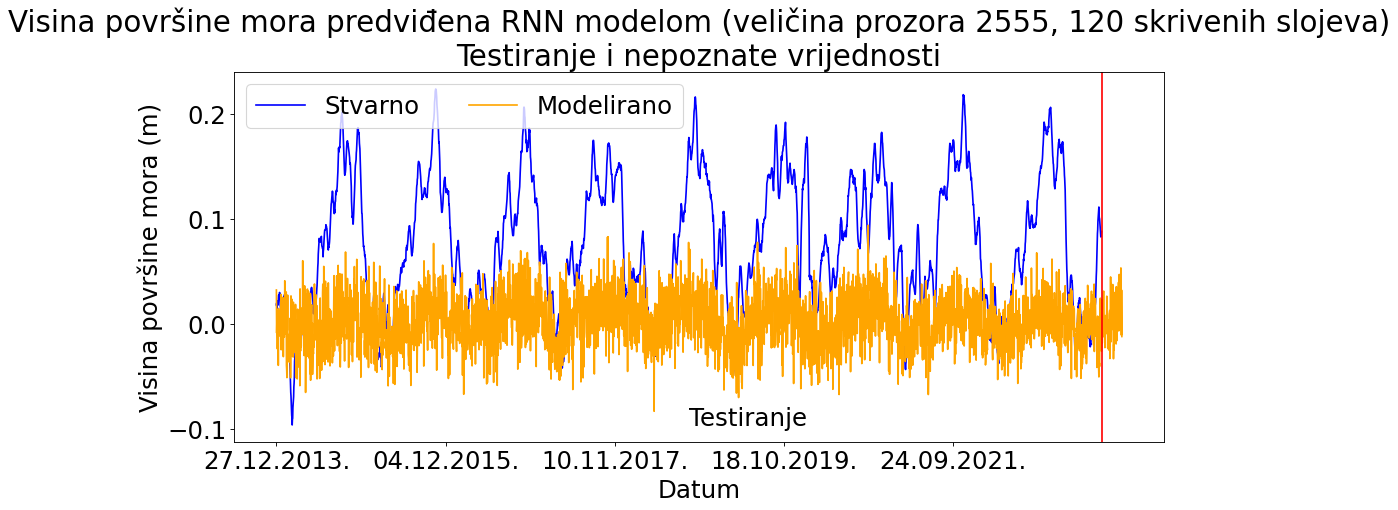 Visina površine mora predviđena RNN modelom (veličina prozora 2555, 120 skrivenih slojeva)
Testiranje i nepoznate vrijednosti
Stvarno Modelirano
Visina površine mora (m)
0.2
0.1
0.0
−0.1
Testiranje
27.12.2013. 04.12.2015. 10.11.2017. 18.10.2019. 24.09.2021.
Datum